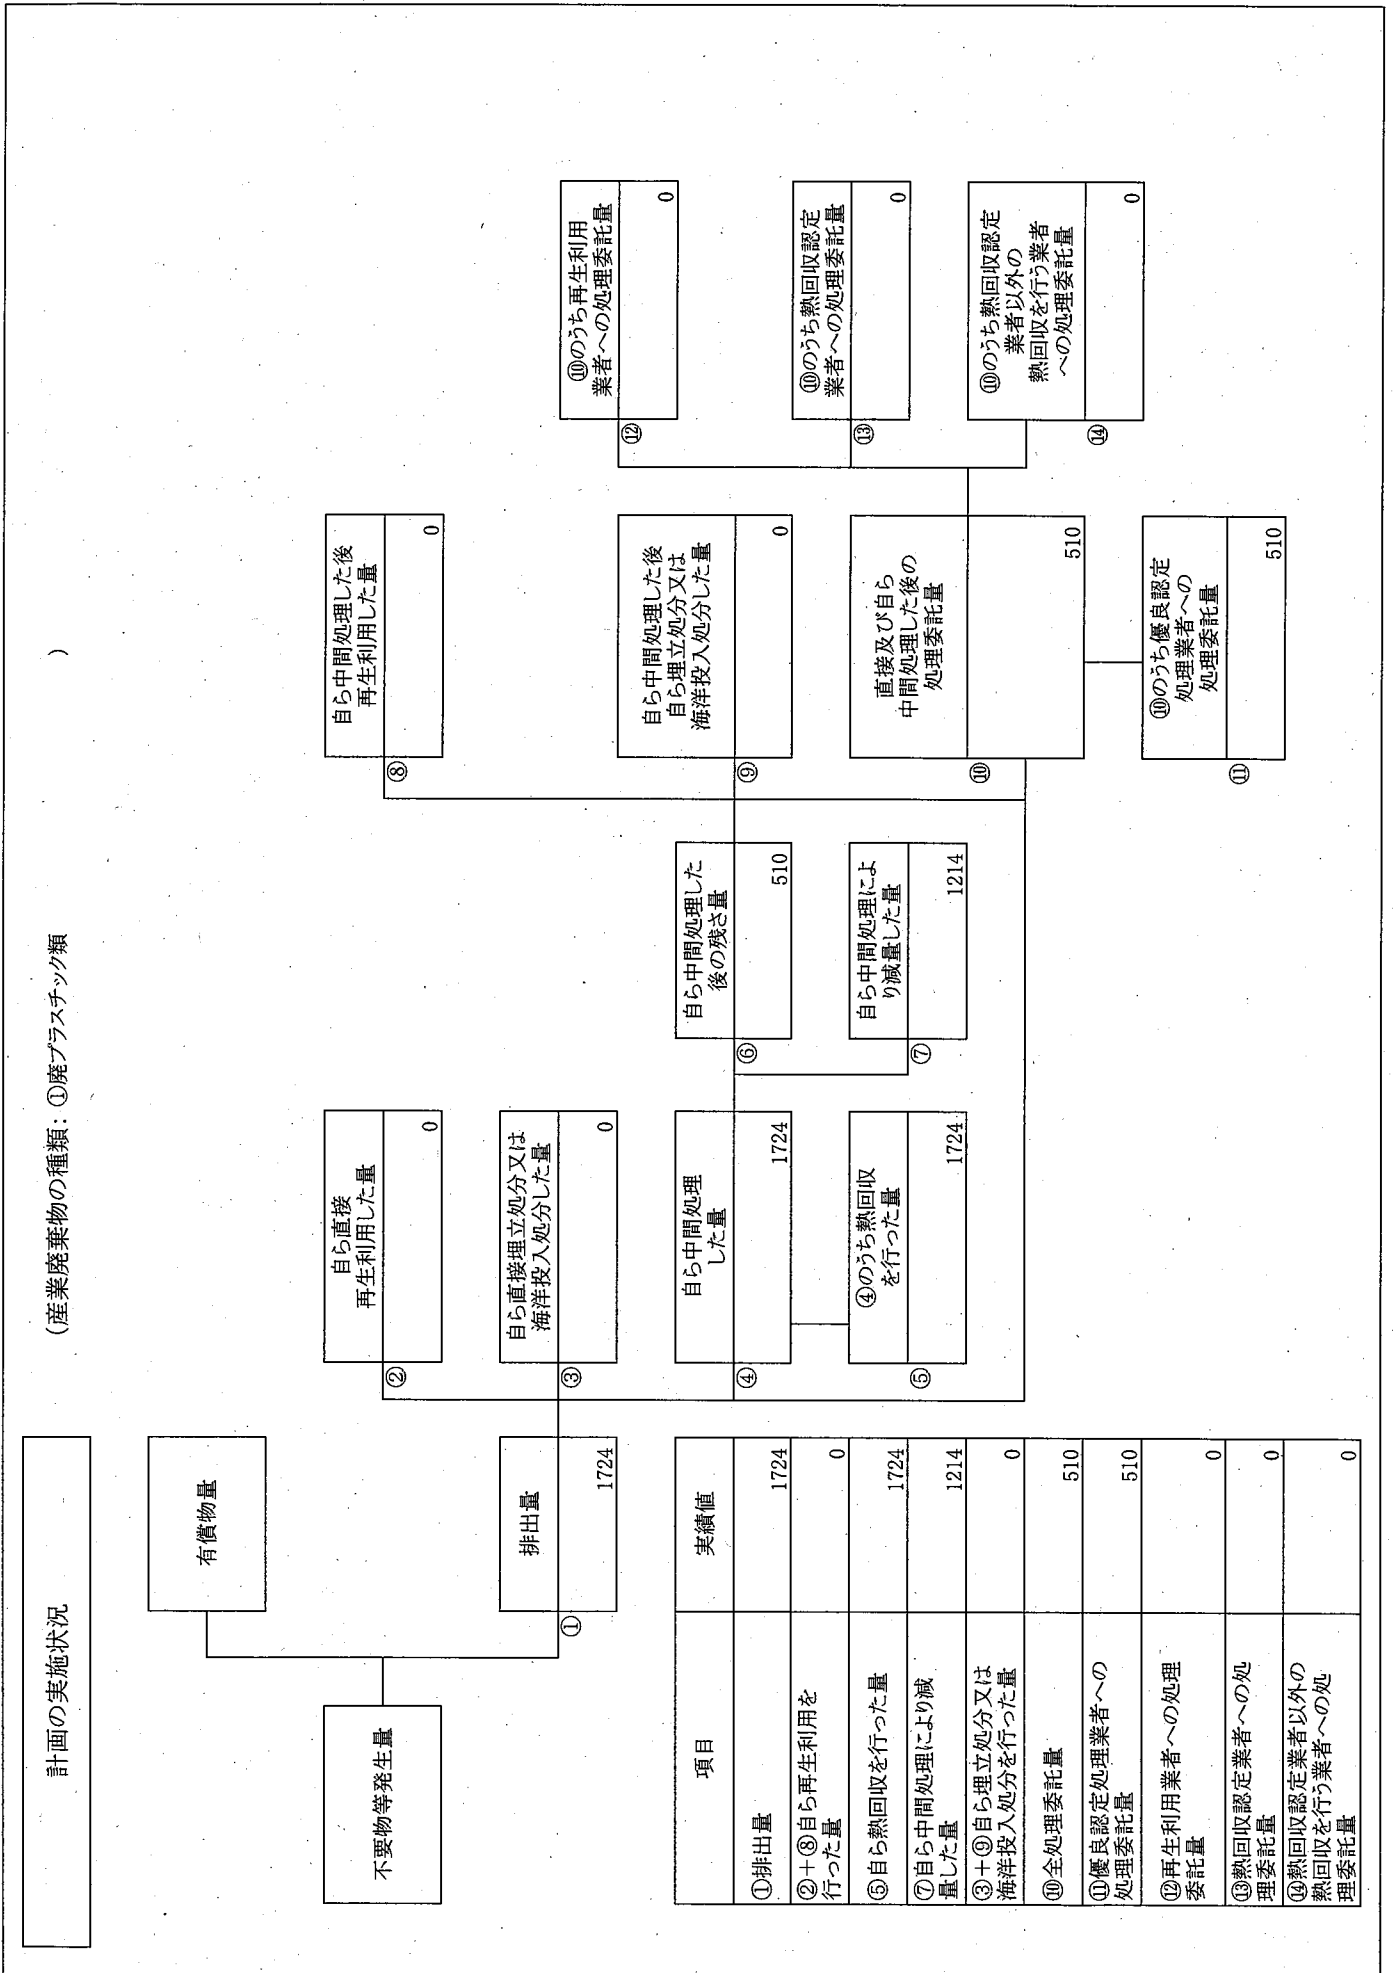 計画の実施状況
(産業廃棄物の種類：①廃プラスチック類 )
不要物等発生量
有償物量
①
排出量
1724
②
自ら直接
再生利用した量
0
③
自ら直接埋立処分又は
海洋投入処分した量
0
④
自ら中間処理
した量
1724
⑤
④のうち熱回収
を行った量
1724
⑥
自ら中間処理した
後の残さ量
510
⑦
自ら中間処理によ
り減量した量
1214
⑧
自ら中間処理した後
再生利用した量
0
⑨
自ら中間処理した後
自ら埋立処分又は
海洋投入処分した量
0
⑩
直接及び自ら
中間処理した後の
処理委託量
510
⑪
⑩のうち優良認定
処理業者への
処理委託量
510
⑫
⑩のうち再生利用
業者への処理委託量
0
⑬
⑩のうち熱回収認定
業者への処理委託量
0
⑭
⑩のうち熱回収認定
業者以外の
熱回収を行う業者
への処理委託量
0
項目 実績値
①排出量 1724
②＋⑧自ら再生利用を
行った量 0
⑤自ら熱回収を行った量 1724
⑦自ら中間処理により減
量した量 1214
③＋⑨自ら埋立処分又は
海洋投入処分を行った量 0
⑩全処理委託量 510
⑪優良認定処理業者への
処理委託量 510
⑫再生利用業者への処理
委託量 0
⑬熱回収認定業者への処
理委託量 0
⑭熱回収認定業者以外の
熱回収を行う業者への処
理委託量 0